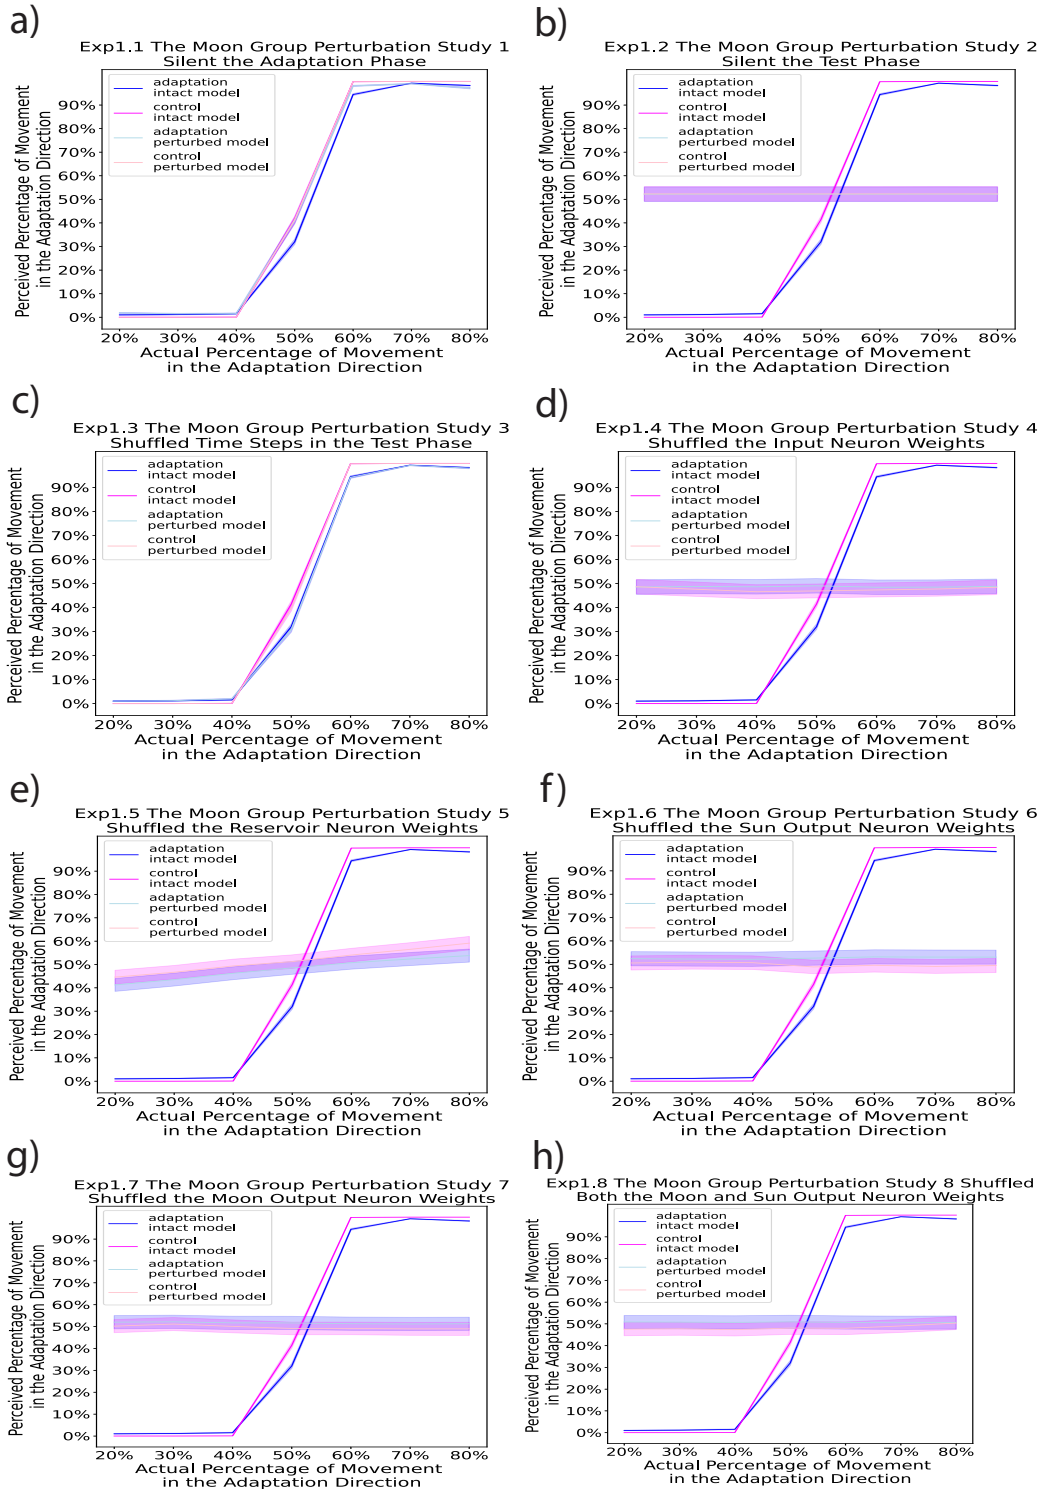 a)
Exp1.1 The Moon Group Perturbation Study 1
Silent the Adaptation Phase
adaptation
intact model
control
intact model
adaptation
perturbed model
control
perturbed model
90%
80%
70%
60%
50%
40%
30%
20%
10%
0%
Perceived Percentage of Movement
in the Adaptation Direction
20% 30% 40% 50% 60% 70% 80%
Actual Percentage of Movement
in the Adaptation Direction
b)
Exp1.2 The Moon Group Perturbation Study 2
Silent the Test Phase
adaptation
intact model
control
intact model
adaptation
perturbed model
control
perturbed model
90%
80%
70%
60%
50%
40%
30%
20%
10%
0%
Perceived Percentage of Movement
in the Adaptation Direction
20% 30% 40% 50% 60% 70% 80%
Actual Percentage of Movement
in the Adaptation Direction
c)
Exp1.3 The Moon Group Perturbation Study 3
Shuffled Time Steps in the Test Phase
adaptation
intact model
control
intact model
adaptation
perturbed model
control
perturbed model
90%
80%
70%
60%
50%
40%
30%
20%
10%
0%
Perceived Percentage of Movement
in the Adaptation Direction
20% 30% 40% 50% 60% 70% 80%
Actual Percentage of Movement
in the Adaptation Direction
d)
Exp1.4 The Moon Group Perturbation Study 4
Shuffled the Input Neuron Weights
adaptation
intact model
control
intact model
adaptation
perturbed model
control
perturbed model
90%
80%
70%
60%
50%
40%
30%
20%
10%
0%
Perceived Percentage of Movement
in the Adaptation Direction
20% 30% 40% 50% 60% 70% 80%
Actual Percentage of Movement
in the Adaptation Direction
e)
Exp1.5 The Moon Group Perturbation Study 5
Shuffled the Reservoir Neuron Weights
adaptation
intact model
control
intact model
adaptation
perturbed model
control
perturbed model
90%
80%
70%
60%
50%
40%
30%
20%
10%
0%
Perceived Percentage of Movement
in the Adaptation Direction
20% 30% 40% 50% 60% 70% 80%
Actual Percentage of Movement
in the Adaptation Direction
f)
Exp1.6 The Moon Group Perturbation Study 6
Shuffled the Sun Output Neuron Weights
adaptation
intact model
control
intact model
adaptation
perturbed model
control
perturbed model
90%
80%
70%
60%
50%
40%
30%
20%
10%
0%
Perceived Percentage of Movement
in the Adaptation Direction
20% 30% 40% 50% 60% 70% 80%
Actual Percentage of Movement
in the Adaptation Direction
g)
Exp1.7 The Moon Group Perturbation Study 7
Shuffled the Moon Output Neuron Weights
adaptation
intact model
control
intact model
adaptation
perturbed model
control
perturbed model
90%
80%
70%
60%
50%
40%
30%
20%
10%
0%
Perceived Percentage of Movement
in the Adaptation Direction
20% 30% 40% 50% 60% 70% 80%
Actual Percentage of Movement
in the Adaptation Direction
h)
Exp1.8 The Moon Group Perturbation Study 8 Shuffled
Both the Moon and Sun Output Neuron Weights
adaptation
intact model
control
intact model
adaptation
perturbed model
control
perturbed model
90%
80%
70%
60%
50%
40%
30%
20%
10%
0%
Perceived Percentage of Movement
in the Adaptation Direction
20% 30% 40% 50% 60% 70% 80%
Actual Percentage of Movement
in the Adaptation Direction